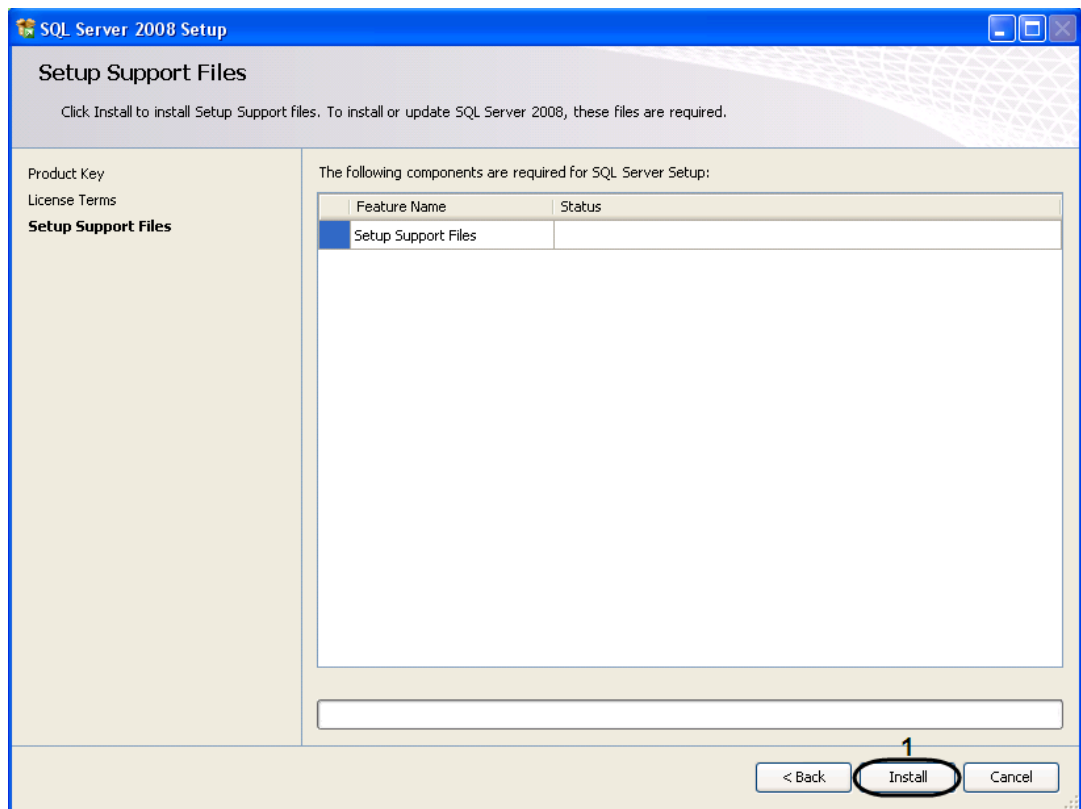 SQL Server 2008 Setup
Setup Support Files
Click Install to install Setup Support files. To install or update SQL Server 2008, these files are required.
Product Key
License Terms
Setup Support Files
The following components are required for SQL Server Setup:
Feature Name Status
Setup Support Files
1
< Back Install Cancel